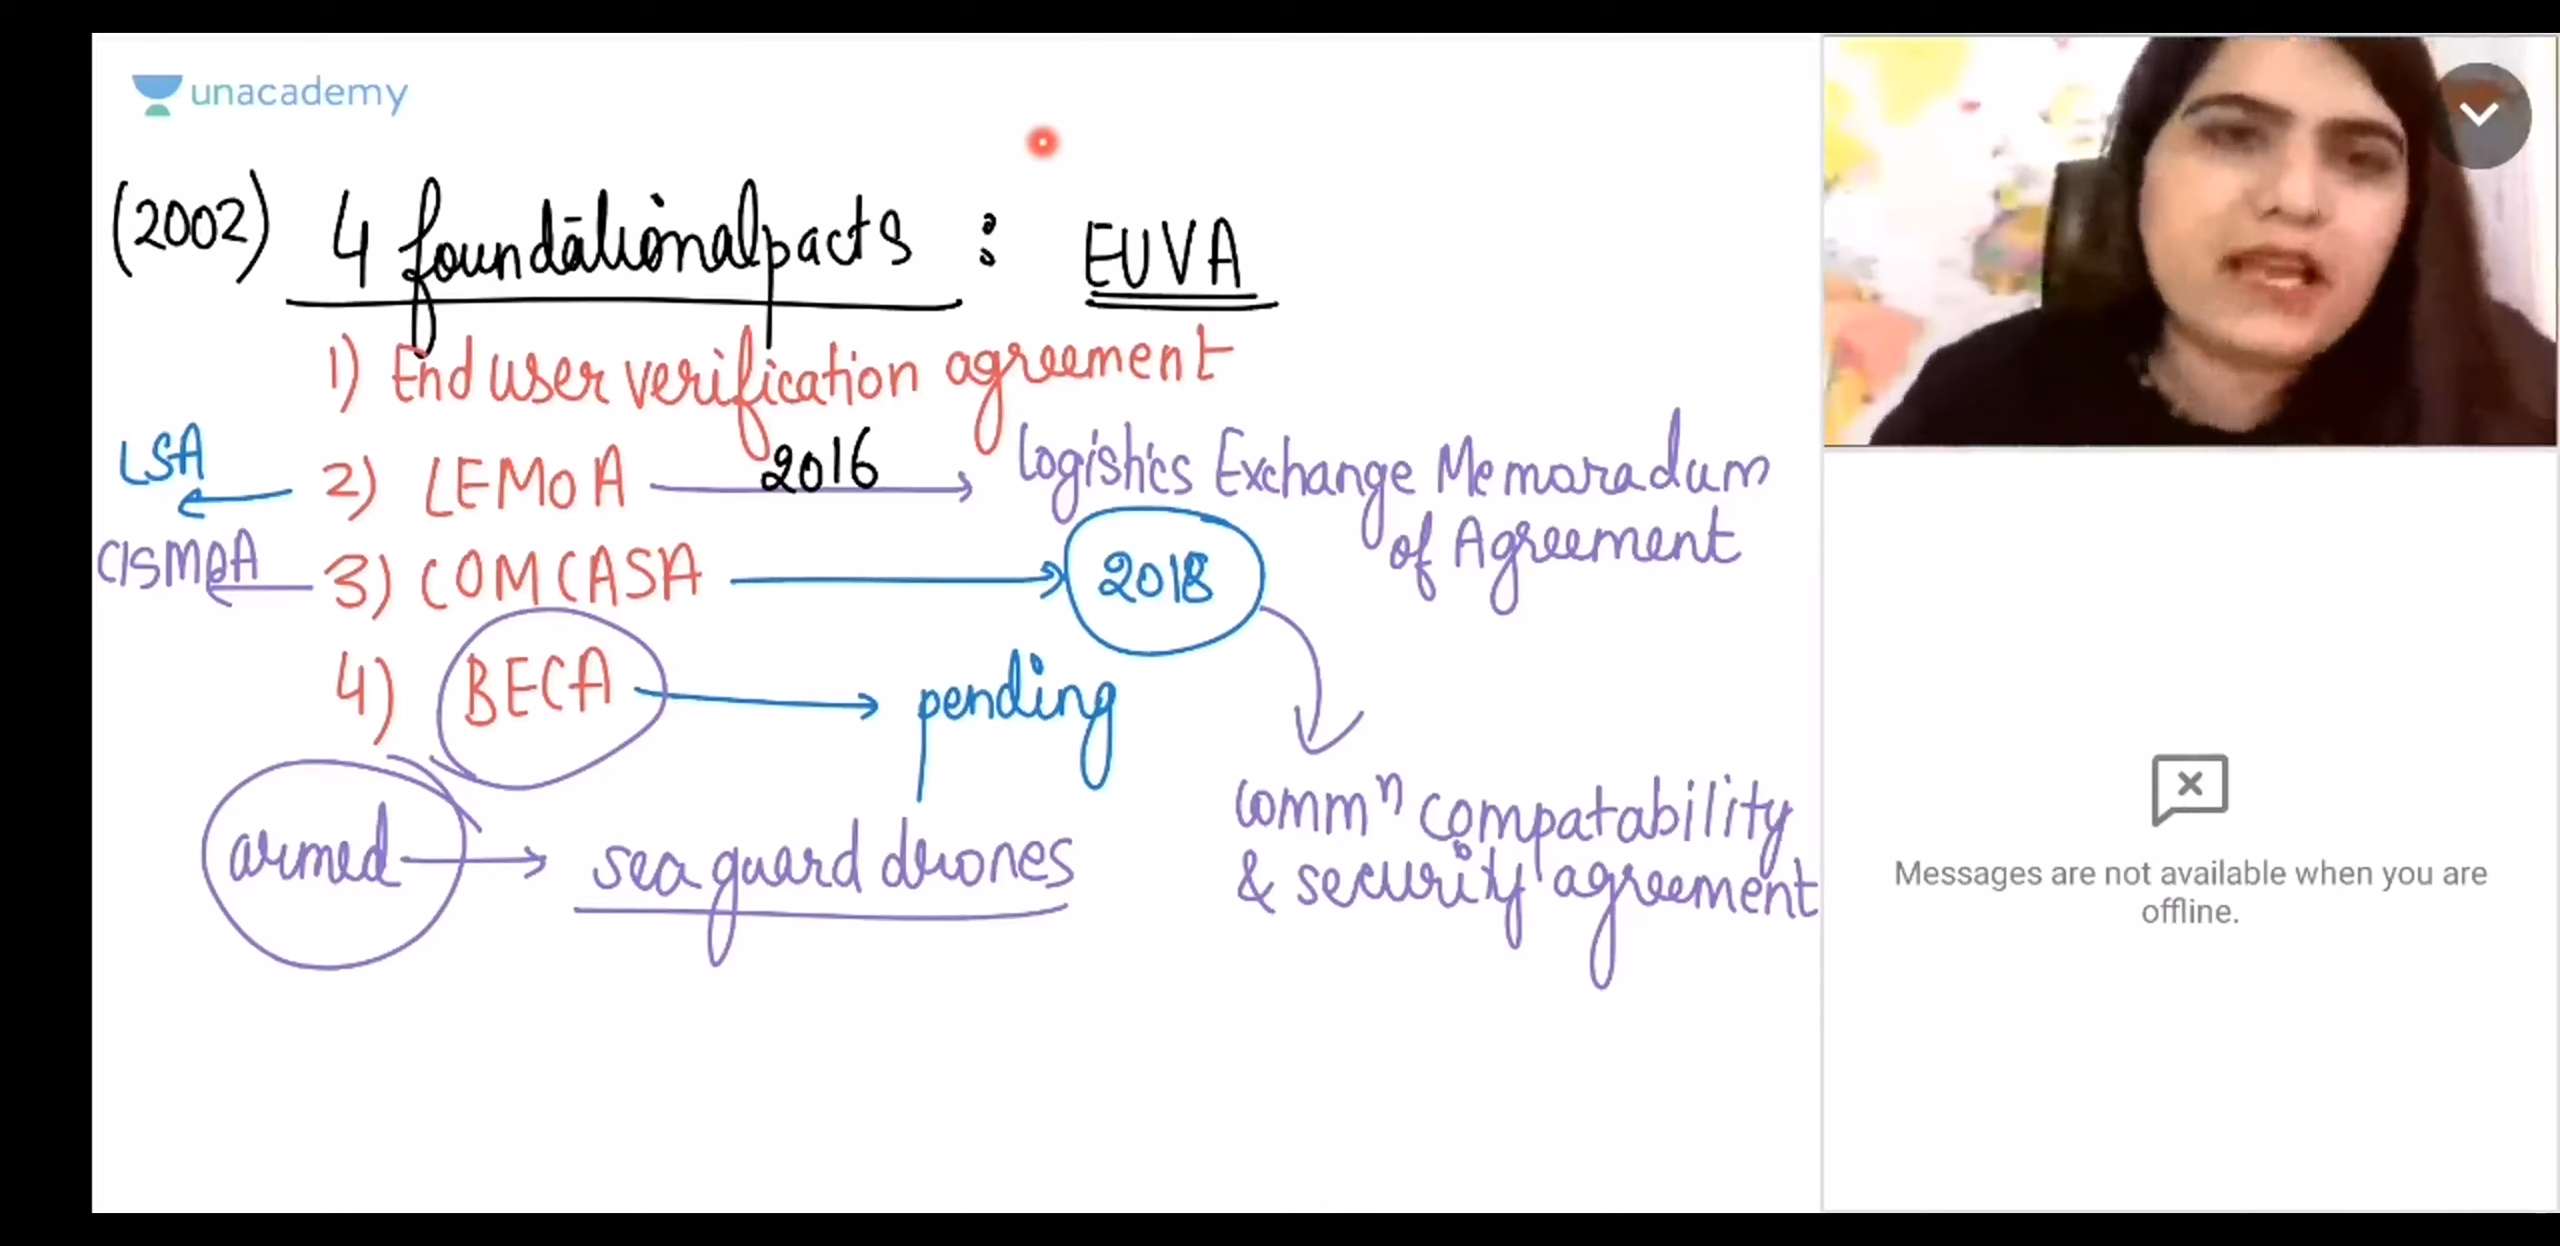 unacademy
(2002) 4 foundational pacts : EUVA
1) End user verification agreement
LSA ← 2) LEMOA — 2016 → Logistics Exchange Memoradum of Agreement
CISMOA ← 3) COMCASA → 2018
4) BECA → pending
commⁿ compatability
& security agreement
armed → sea guard drones
Messages are not available when you are
offline.